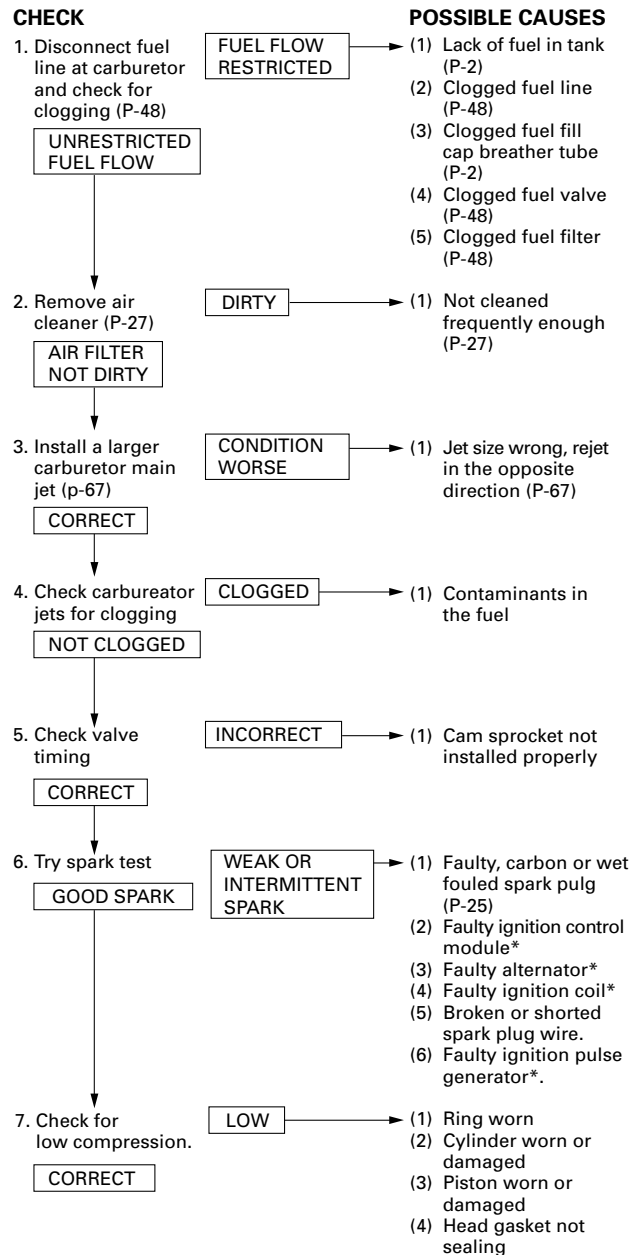 CHECK
POSSIBLE CAUSES
1. Disconnect fuel
line at carburetor
and check for
clogging (P-48)
UNRESTRICTED
FUEL FLOW
FUEL FLOW
RESTRICTED
(1) Lack of fuel in tank
(P-2)
(2) Clogged fuel line
(P-48)
(3) Clogged fuel fill
cap breather tube
(P-2)
(4) Clogged fuel valve
(P-48)
(5) Clogged fuel filter
(P-48)
2. Remove air
cleaner (P-27)
AIR FILTER
NOT DIRTY
DIRTY
(1) Not cleaned
frequently enough
(P-27)
3. Install a larger
carburetor main
jet (p-67)
CORRECT
CONDITION
WORSE
(1) Jet size wrong, rejet
in the opposite
direction (P-67)
4. Check carbureator
jets for clogging
NOT CLOGGED
CLOGGED
(1) Contaminants in
the fuel
5. Check valve
timing
CORRECT
INCORRECT
(1) Cam sprocket not
installed properly
6. Try spark test
GOOD SPARK
WEAK OR
INTERMITTENT
SPARK
(1) Faulty, carbon or wet
fouled spark pulg
(P-25)
(2) Faulty ignition control
module*
(3) Faulty alternator*
(4) Faulty ignition coil*
(5) Broken or shorted
spark plug wire.
(6) Faulty ignition pulse
generator*.
7. Check for
low compression.
CORRECT
LOW
(1) Ring worn
(2) Cylinder worn or
damaged
(3) Piston worn or
damaged
(4) Head gasket not
sealing